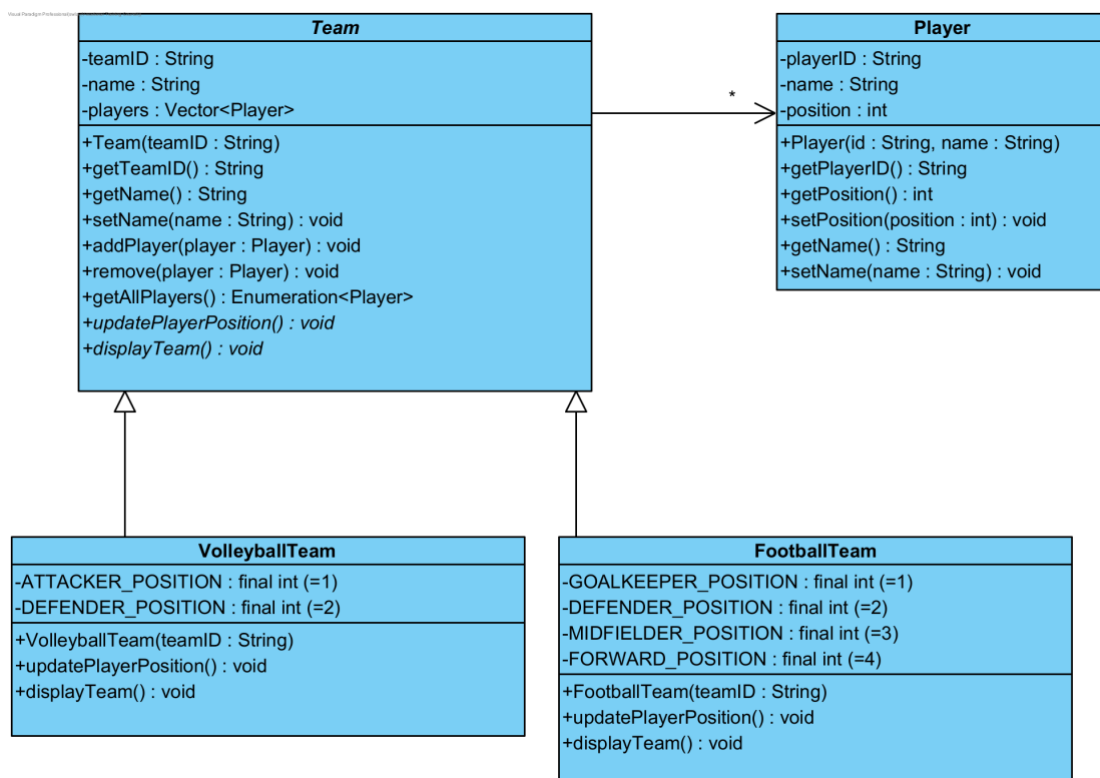 Team
-teamID : String
-name : String
-players : Vector<Player>
+Team(teamID : String)
+getTeamID() : String
+getName() : String
+setName(name : String) : void
+addPlayer(player : Player) : void
+remove(player : Player) : void
+getAllPlayers() : Enumeration<Player>
+updatePlayerPosition() : void
+displayTeam() : void
*
Player
-playerID : String
-name : String
-position : int
+Player(id : String, name : String)
+getPlayerID() : String
+getPosition() : int
+setPosition(position : int) : void
+getName() : String
+setName(name : String) : void
VolleyballTeam
-ATTACKER_POSITION : final int (=1)
-DEFENDER_POSITION : final int (=2)
+VolleyballTeam(teamID : String)
+updatePlayerPosition() : void
+displayTeam() : void
FootballTeam
-GOALKEEPER_POSITION : final int (=1)
-DEFENDER_POSITION : final int (=2)
-MIDFIELDER_POSITION : final int (=3)
-FORWARD_POSITION : final int (=4)
+FootballTeam(teamID : String)
+updatePlayerPosition() : void
+displayTeam() : void